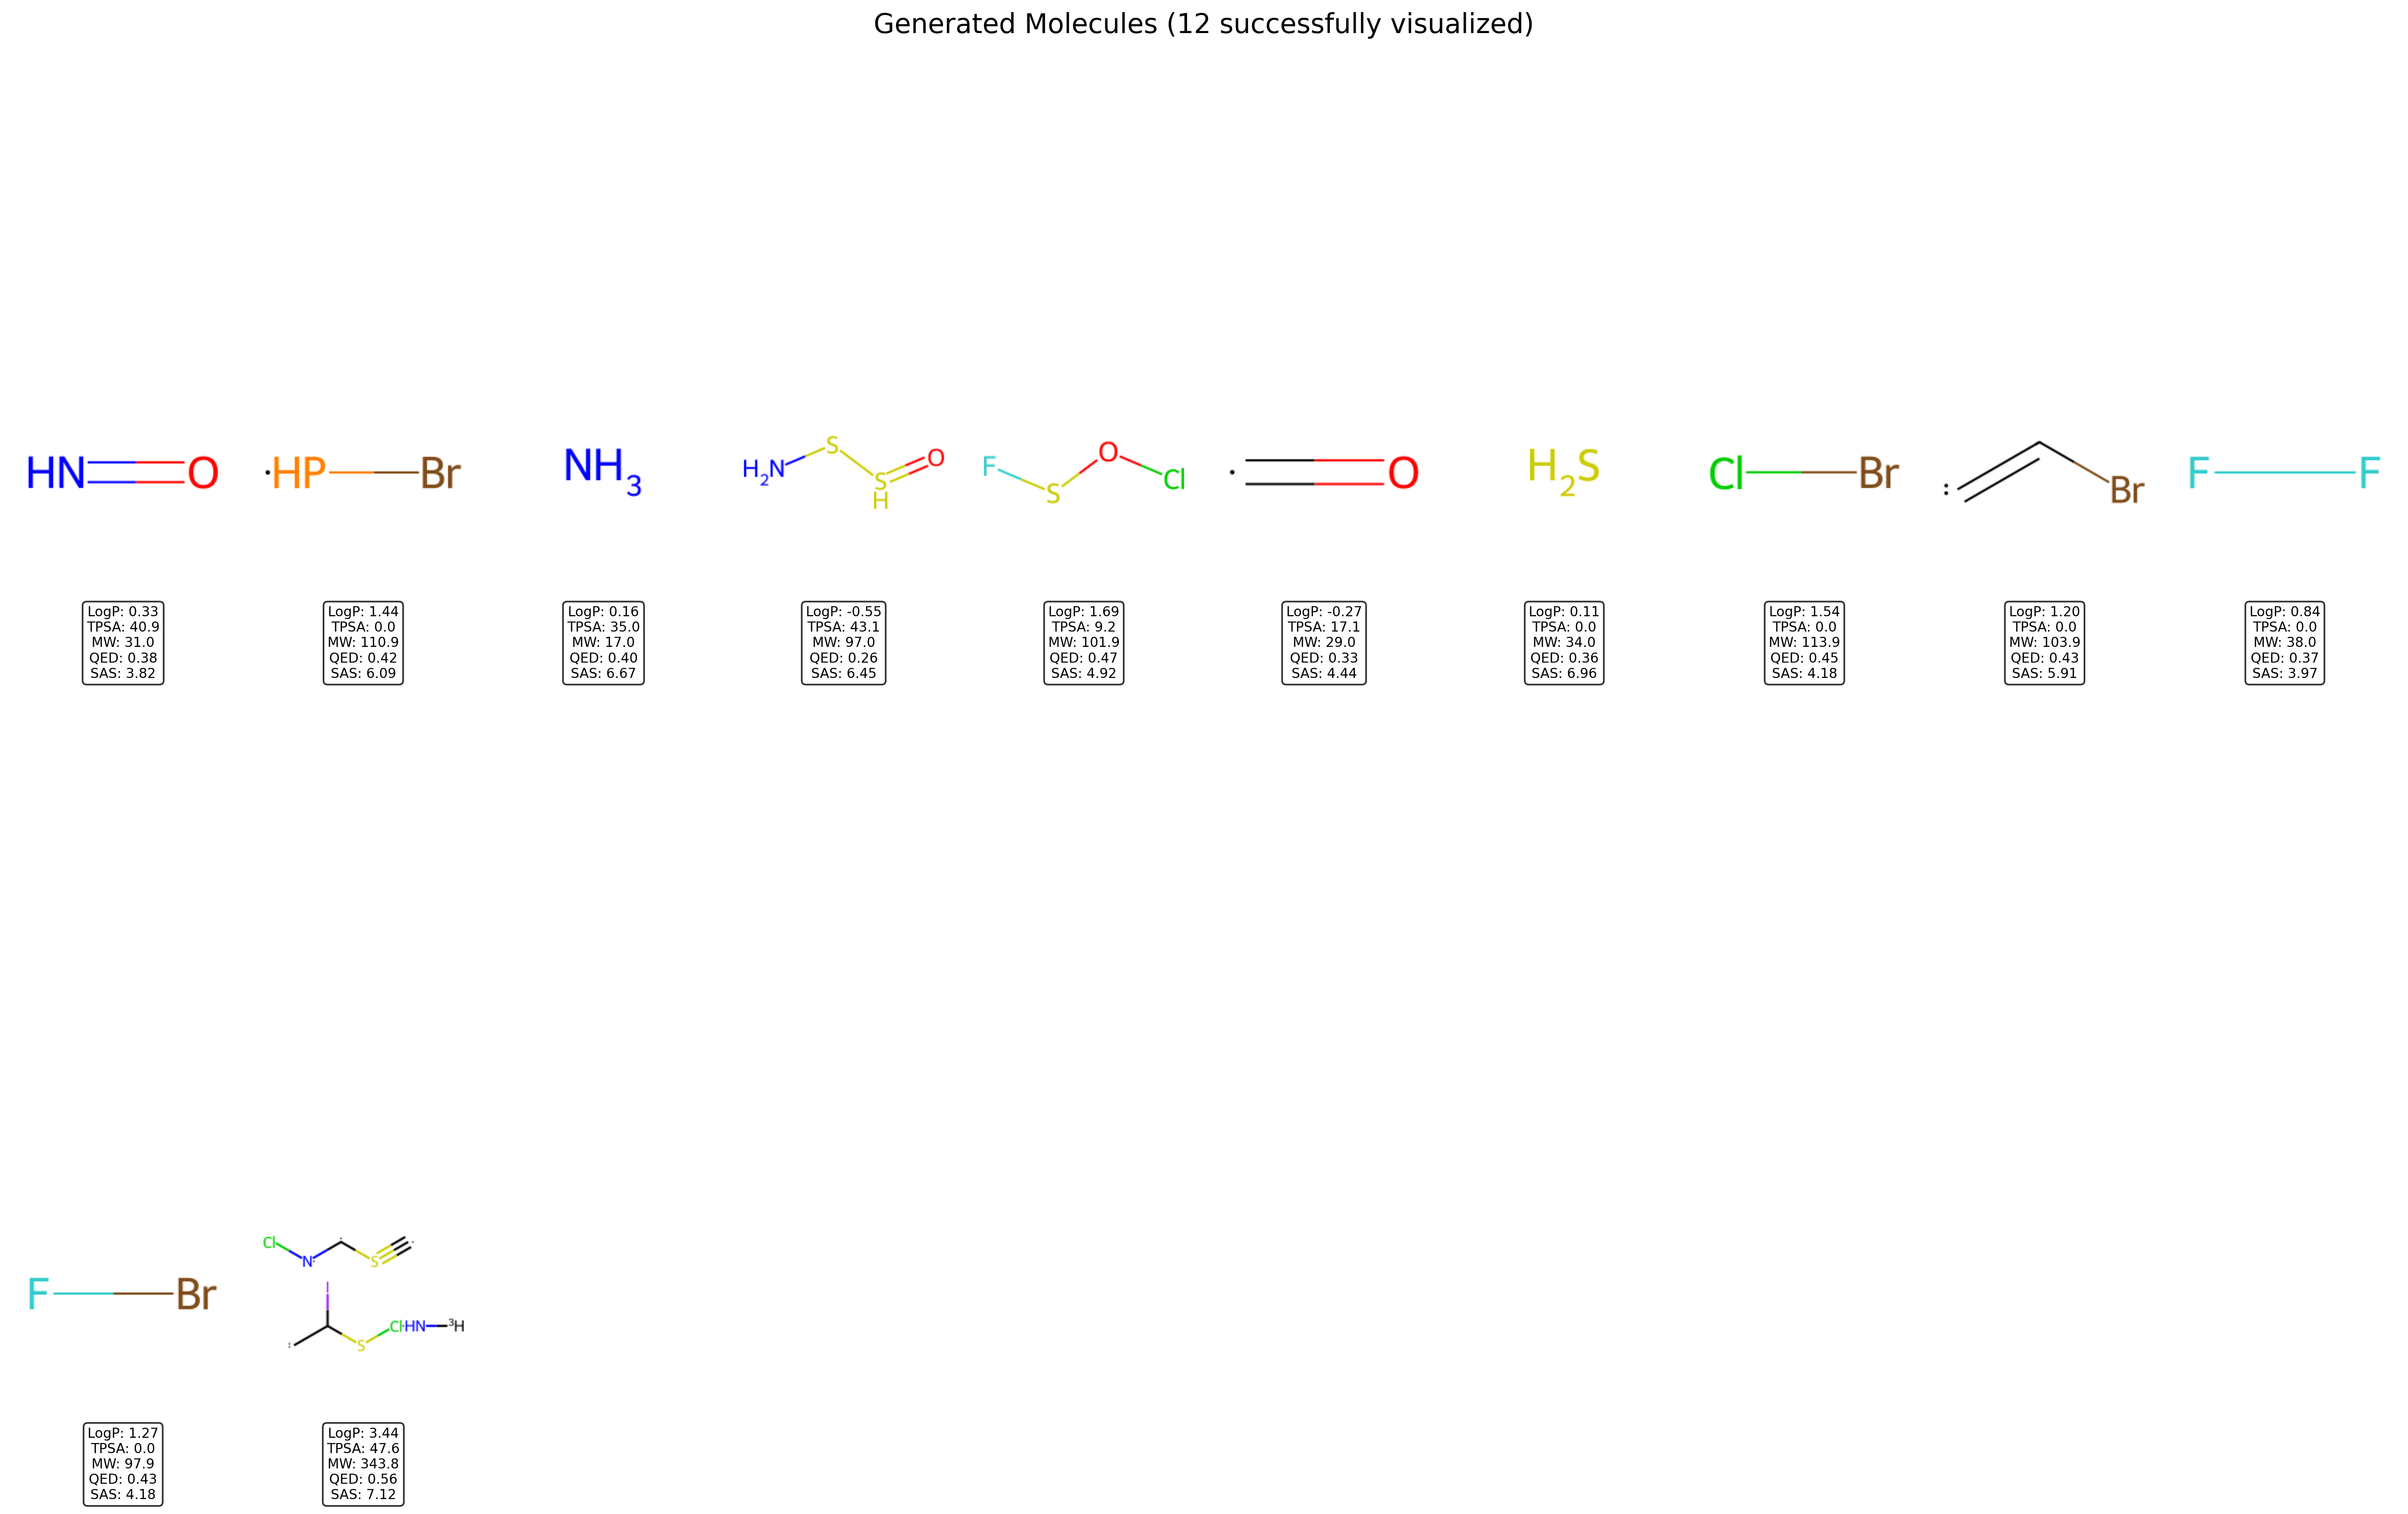 Generated Molecules (12 successfully visualized)
HN O
·HP Br
NH3
H2N S S H O
F S O Cl
· O
H2S
Cl Br
: Br
F F
LogP: 0.33
TPSA: 40.9
MW: 31.0
QED: 0.38
SAS: 3.82
LogP: 1.44
TPSA: 0.0
MW: 110.9
QED: 0.42
SAS: 6.09
LogP: 0.16
TPSA: 35.0
MW: 17.0
QED: 0.40
SAS: 6.67
LogP: -0.55
TPSA: 43.1
MW: 97.0
QED: 0.26
SAS: 6.45
LogP: 1.69
TPSA: 9.2
MW: 101.9
QED: 0.47
SAS: 4.92
LogP: -0.27
TPSA: 17.1
MW: 29.0
QED: 0.33
SAS: 4.44
LogP: 0.11
TPSA: 0.0
MW: 34.0
QED: 0.36
SAS: 6.96
LogP: 1.54
TPSA: 0.0
MW: 113.9
QED: 0.45
SAS: 4.18
LogP: 1.20
TPSA: 0.0
MW: 103.9
QED: 0.43
SAS: 5.91
LogP: 0.84
TPSA: 0.0
MW: 38.0
QED: 0.37
SAS: 3.97
F Br
Cl N· S
I
S Cl ·HN ³H
LogP: 1.27
TPSA: 0.0
MW: 97.9
QED: 0.43
SAS: 4.18
LogP: 3.44
TPSA: 47.6
MW: 343.8
QED: 0.56
SAS: 7.12